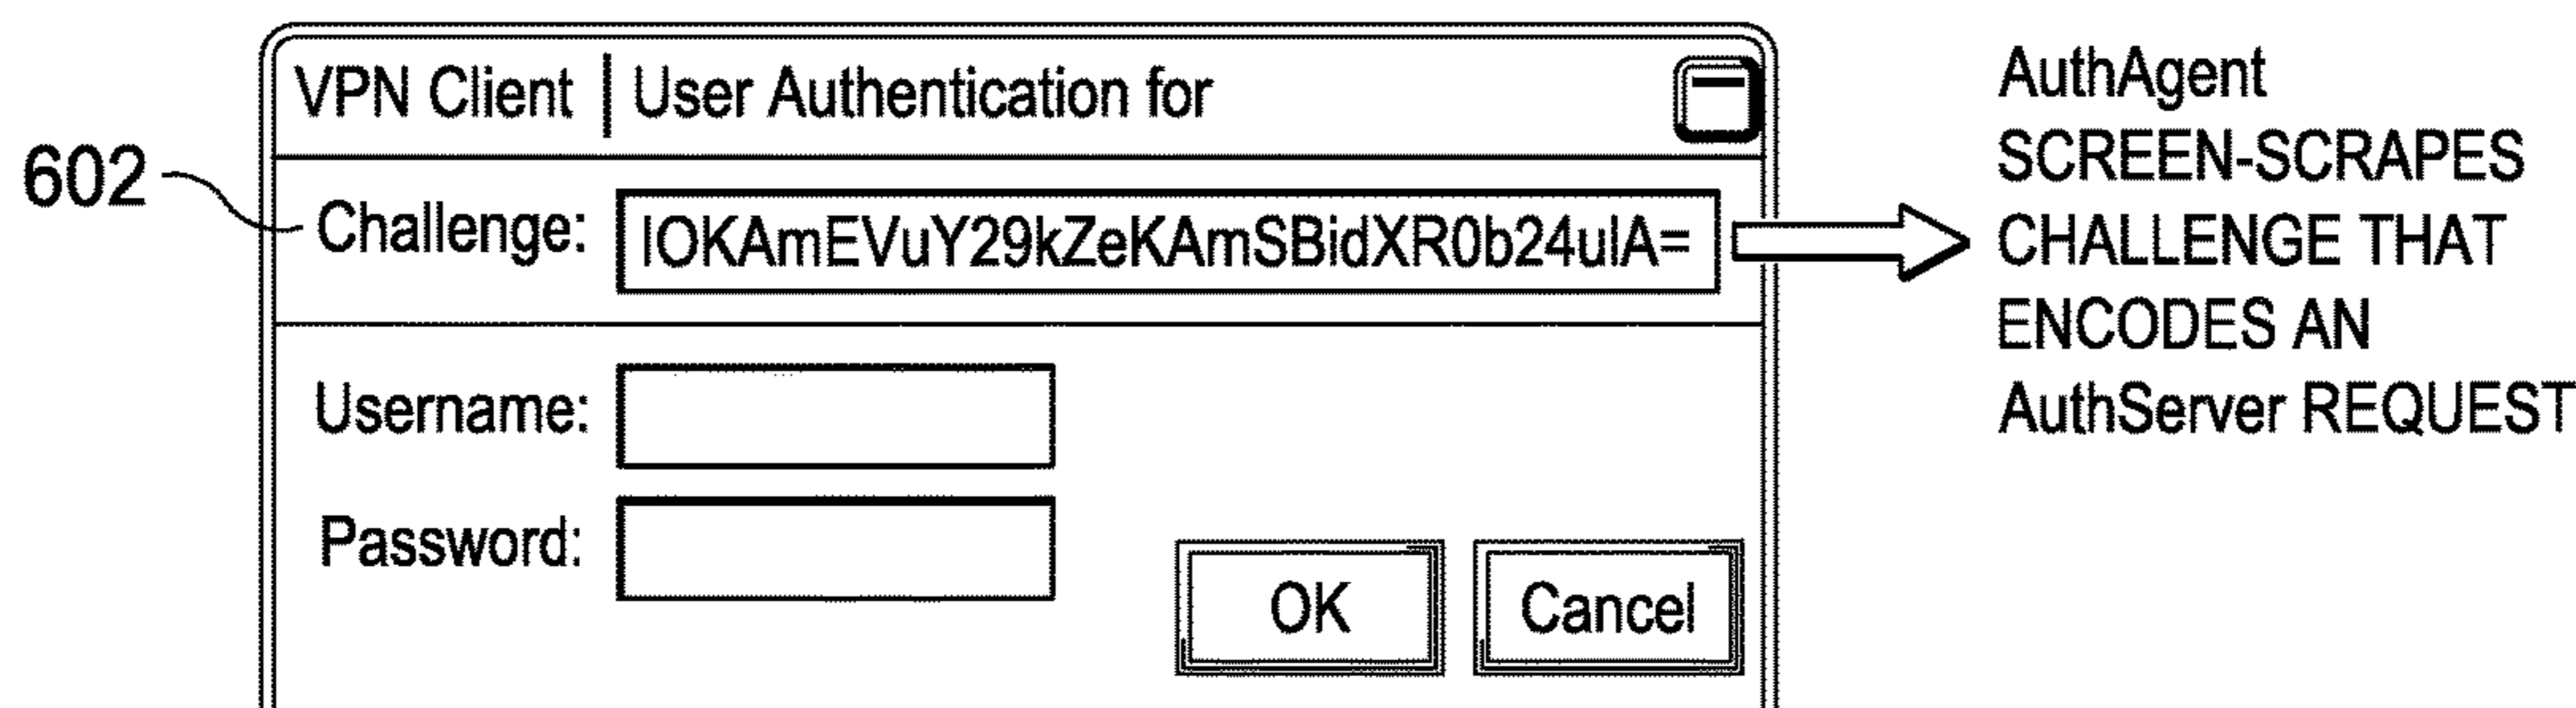 VPN Client | User Authentication for
602
Challenge: IOKAmEVuY29kZeKAmSBidXR0b24uIA=
Username:
Password:
OK Cancel
AuthAgent
SCREEN-SCRAPES
CHALLENGE THAT
ENCODES AN
AuthServer REQUEST